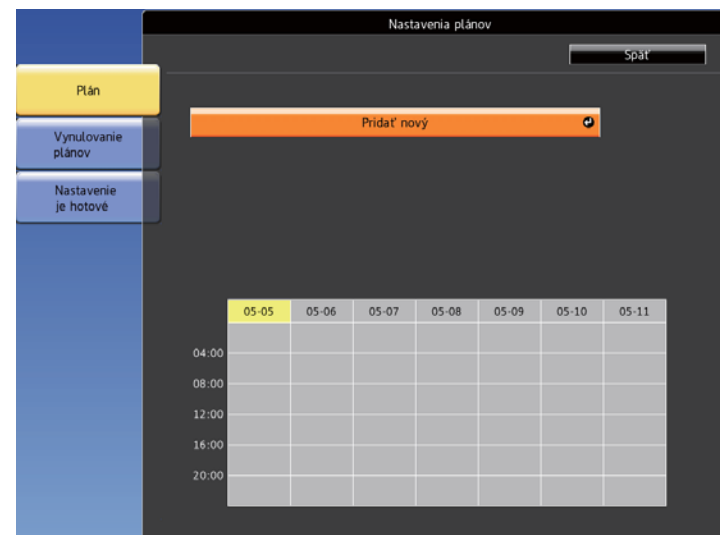 Nastavenia plánov
Späť
Plán
Pridať nový
Vynulovanie
plánov
Nastavenie
je hotové
05-05 05-06 05-07 05-08 05-09 05-10 05-11
04:00
08:00
12:00
16:00
20:00